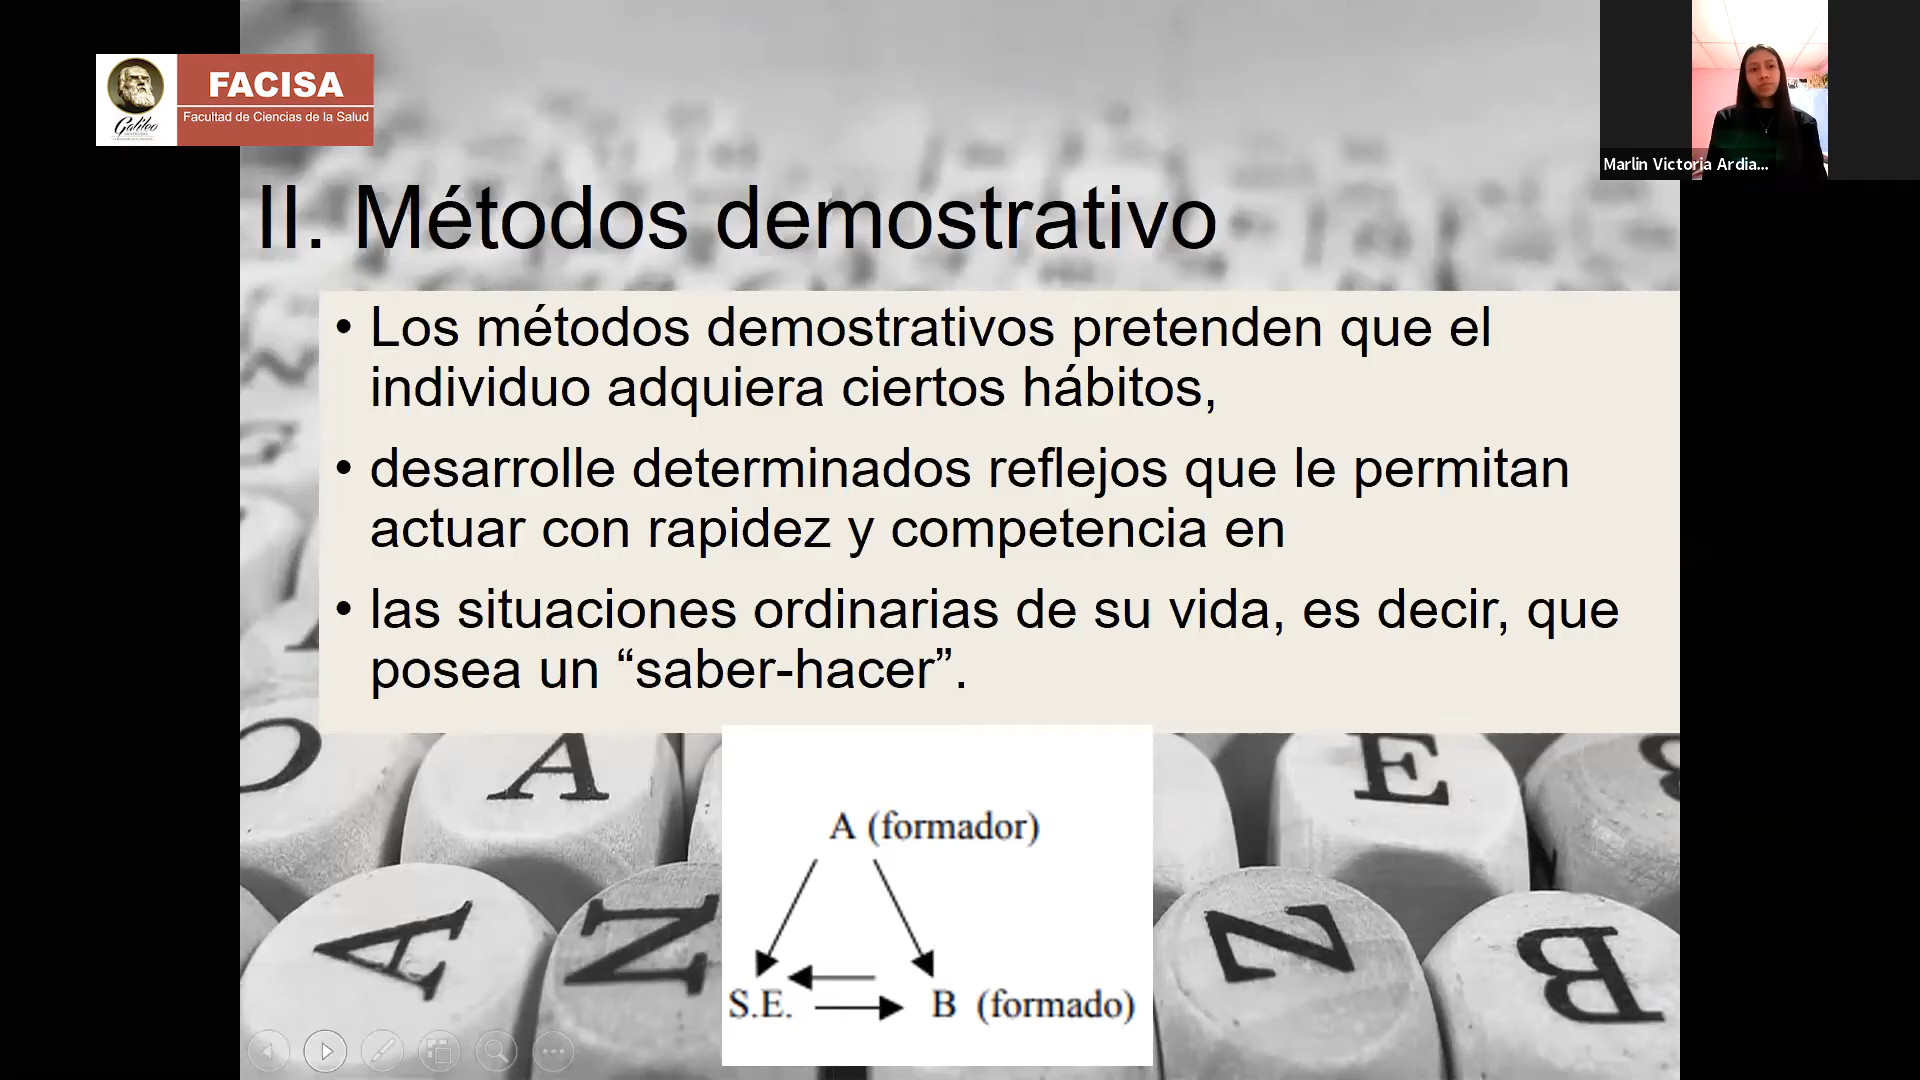 FACISA
Galileo
Facultad de Ciencias de la Salud
Marlin Victoria Ardia...
II. Métodos demostrativo
• Los métodos demostrativos pretenden que el
individuo adquiera ciertos hábitos,
• desarrolle determinados reflejos que le permitan
actuar con rapidez y competencia en
• las situaciones ordinarias de su vida, es decir, que
posea un “saber-hacer”.
O A E B
A N Z B
A (formador)
S.E. B (formado)